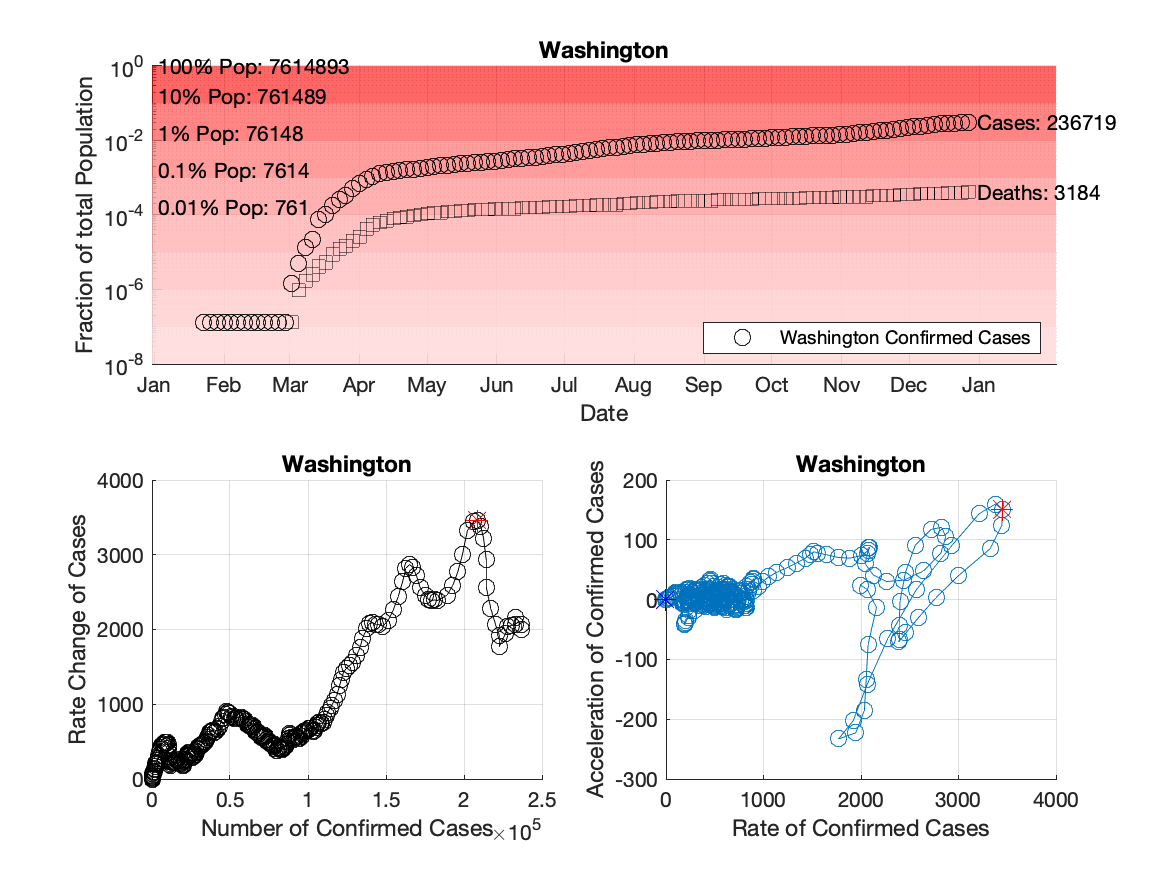 Washington
Fraction of total Population
10^0
10^-2
10^-4
10^-6
10^-8
100% Pop: 7614893
10% Pop: 761489
1% Pop: 76148
0.1% Pop: 7614
0.01% Pop: 761
Cases: 236719
Deaths: 3184
Washington Confirmed Cases
Jan Feb Mar Apr May Jun Jul Aug Sep Oct Nov Dec Jan
Date
Washington
Rate Change of Cases
4000
3000
2000
1000
0
0 0.5 1 1.5 2 2.5
Number of Confirmed Cases ×10^5
Washington
Acceleration of Confirmed Cases
200
100
0
-100
-200
-300
0 1000 2000 3000 4000
Rate of Confirmed Cases